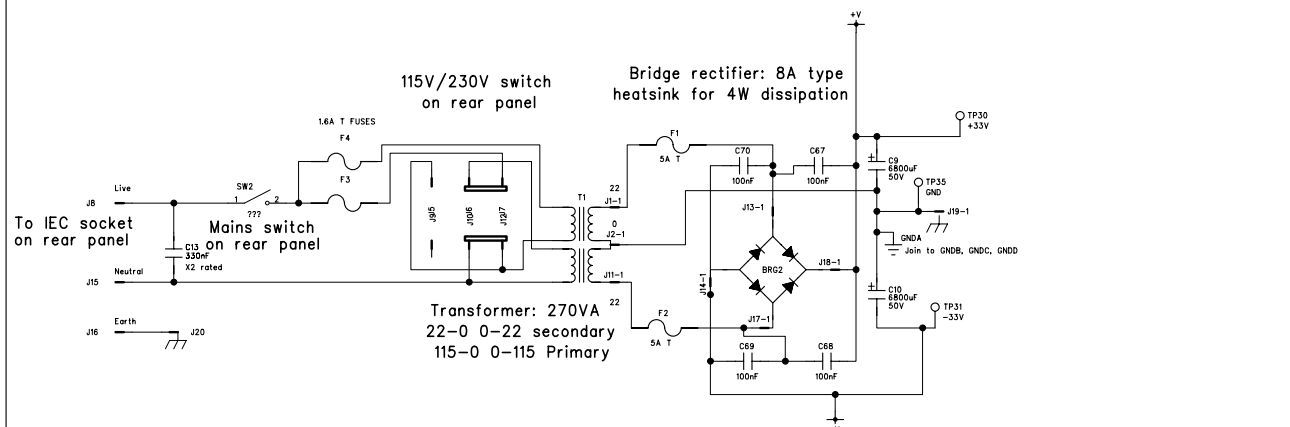 +V
115V/230V switch
on rear panel
Bridge rectifier: 8A type
heatsink for 4W dissipation
1.6A T FUSES
F4
F3
F1
5A T
C70
100nF
C67
100nF
TP30
+33V
C9
6800uF
50V
TP35
GND
J19-1
GNDA
Join to GNDB, GNDC, GNDD
Live
J8
SW2
1
2
???
To IEC socket
on rear panel
Mains switch
on rear panel
C13
330nF
X2 rated
Neutral
J15
Earth
J16
J20
J9|5
J10|6
J12|7
T1
22
J1-1
0
J2-1
J11-1
22
J13-1
BRG2
J18-1
J14-1
J17-1
C10
6800uF
50V
TP31
-33V
F2
5A T
C69
100nF
C68
100nF
Transformer: 270VA
22-0 0-22 secondary
115-0 0-115 Primary